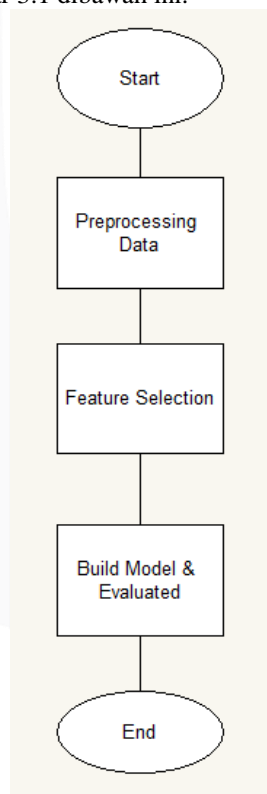 3.1 dibawah ini.
Start
Preprocessing
Data
Feature Selection
Build Model &
Evaluated
End